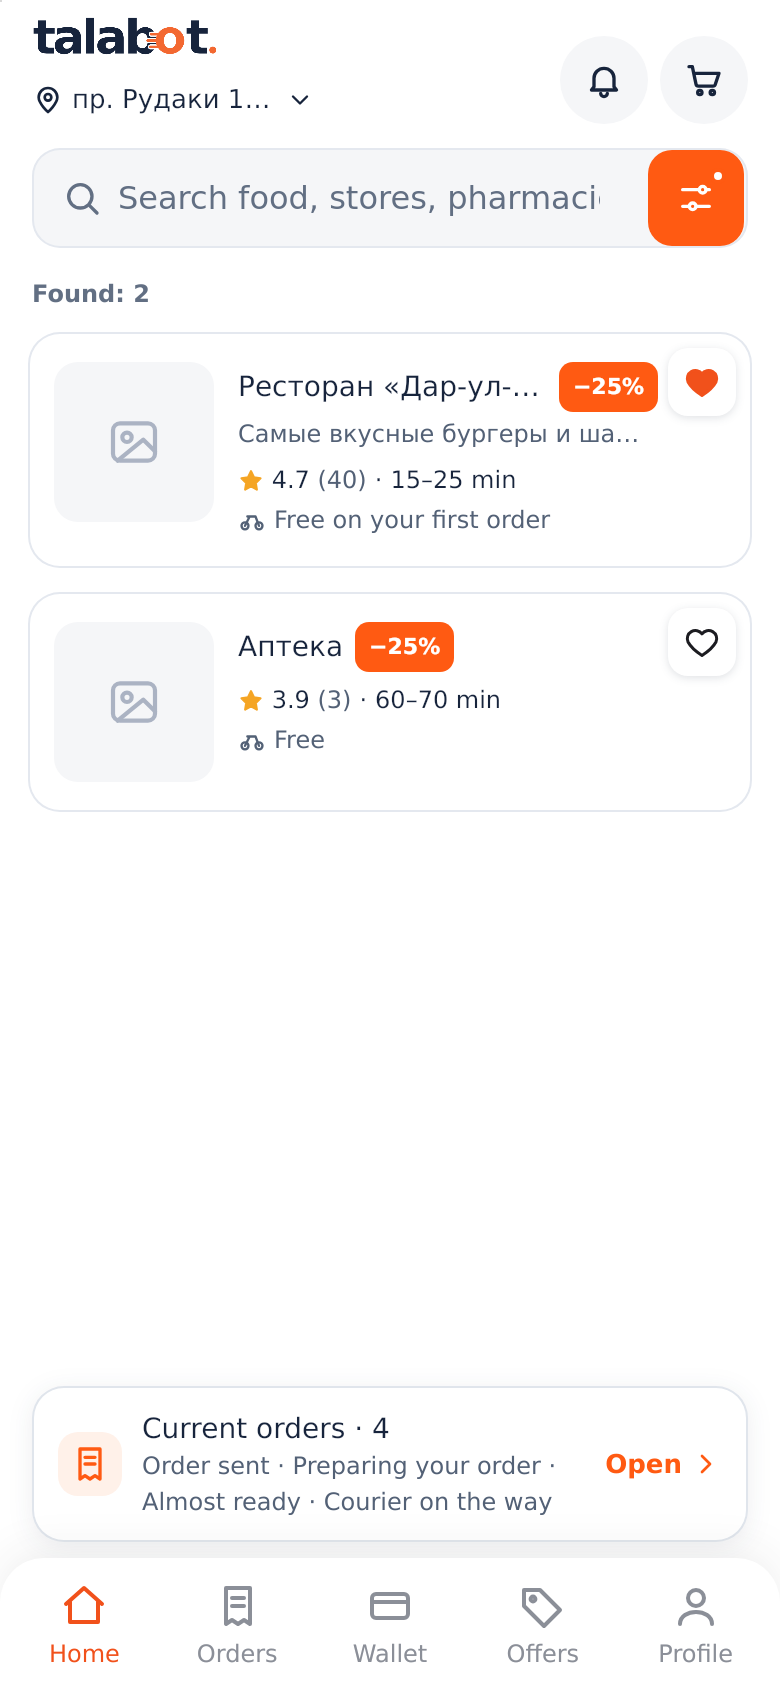 talabot.
пр. Рудаки 1...
Search food, stores, pharmaci
Found: 2
Ресторан «Дар-ул-...
−25%
Самые вкусные бургеры и ша...
4.7 (40) · 15–25 min
Free on your first order
Аптека
−25%
3.9 (3) · 60–70 min
Free
Current orders · 4
Order sent · Preparing your order ·
Almost ready · Courier on the way
Open
Home
Orders
Wallet
Offers
Profile